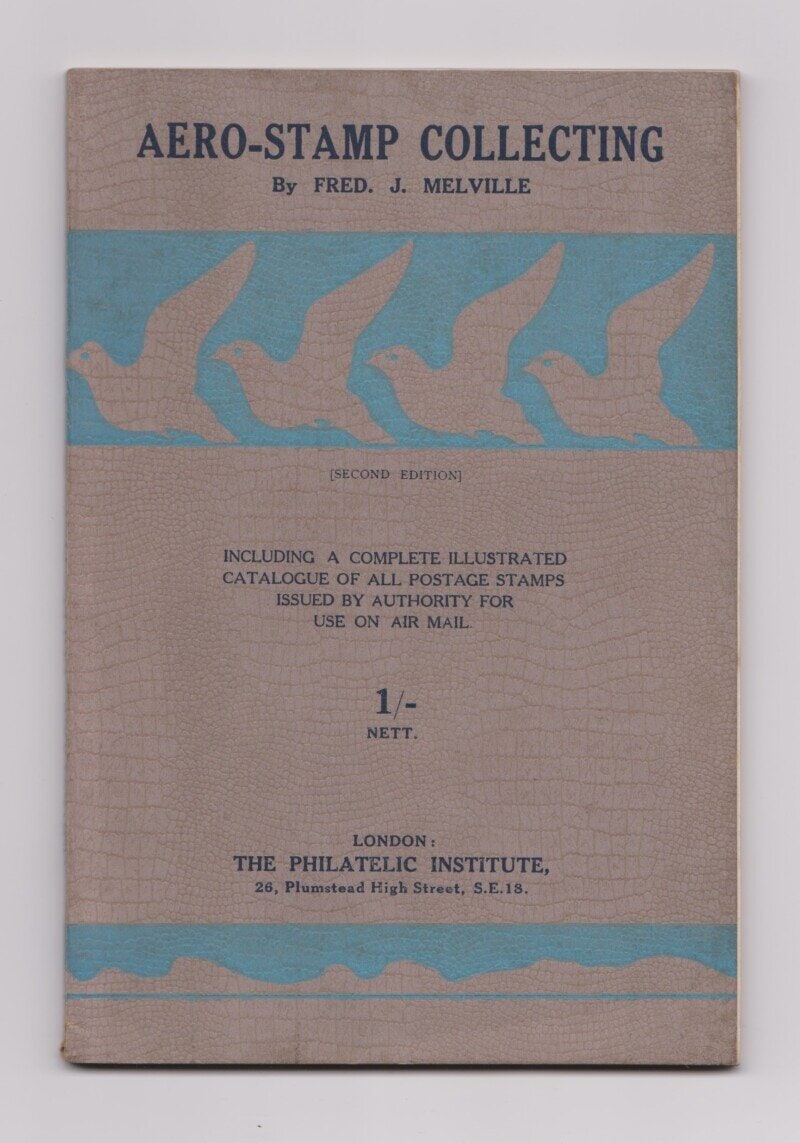 AERO-STAMP COLLECTING
By FRED. J. MELVILLE
[SECOND EDITION]
INCLUDING A COMPLETE ILLUSTRATED
CATALOGUE OF ALL POSTAGE STAMPS
ISSUED BY AUTHORITY FOR
USE ON AIR MAIL.
1/-
NETT.
LONDON:
THE PHILATELIC INSTITUTE,
26, Plumstead High Street, S.E.18.